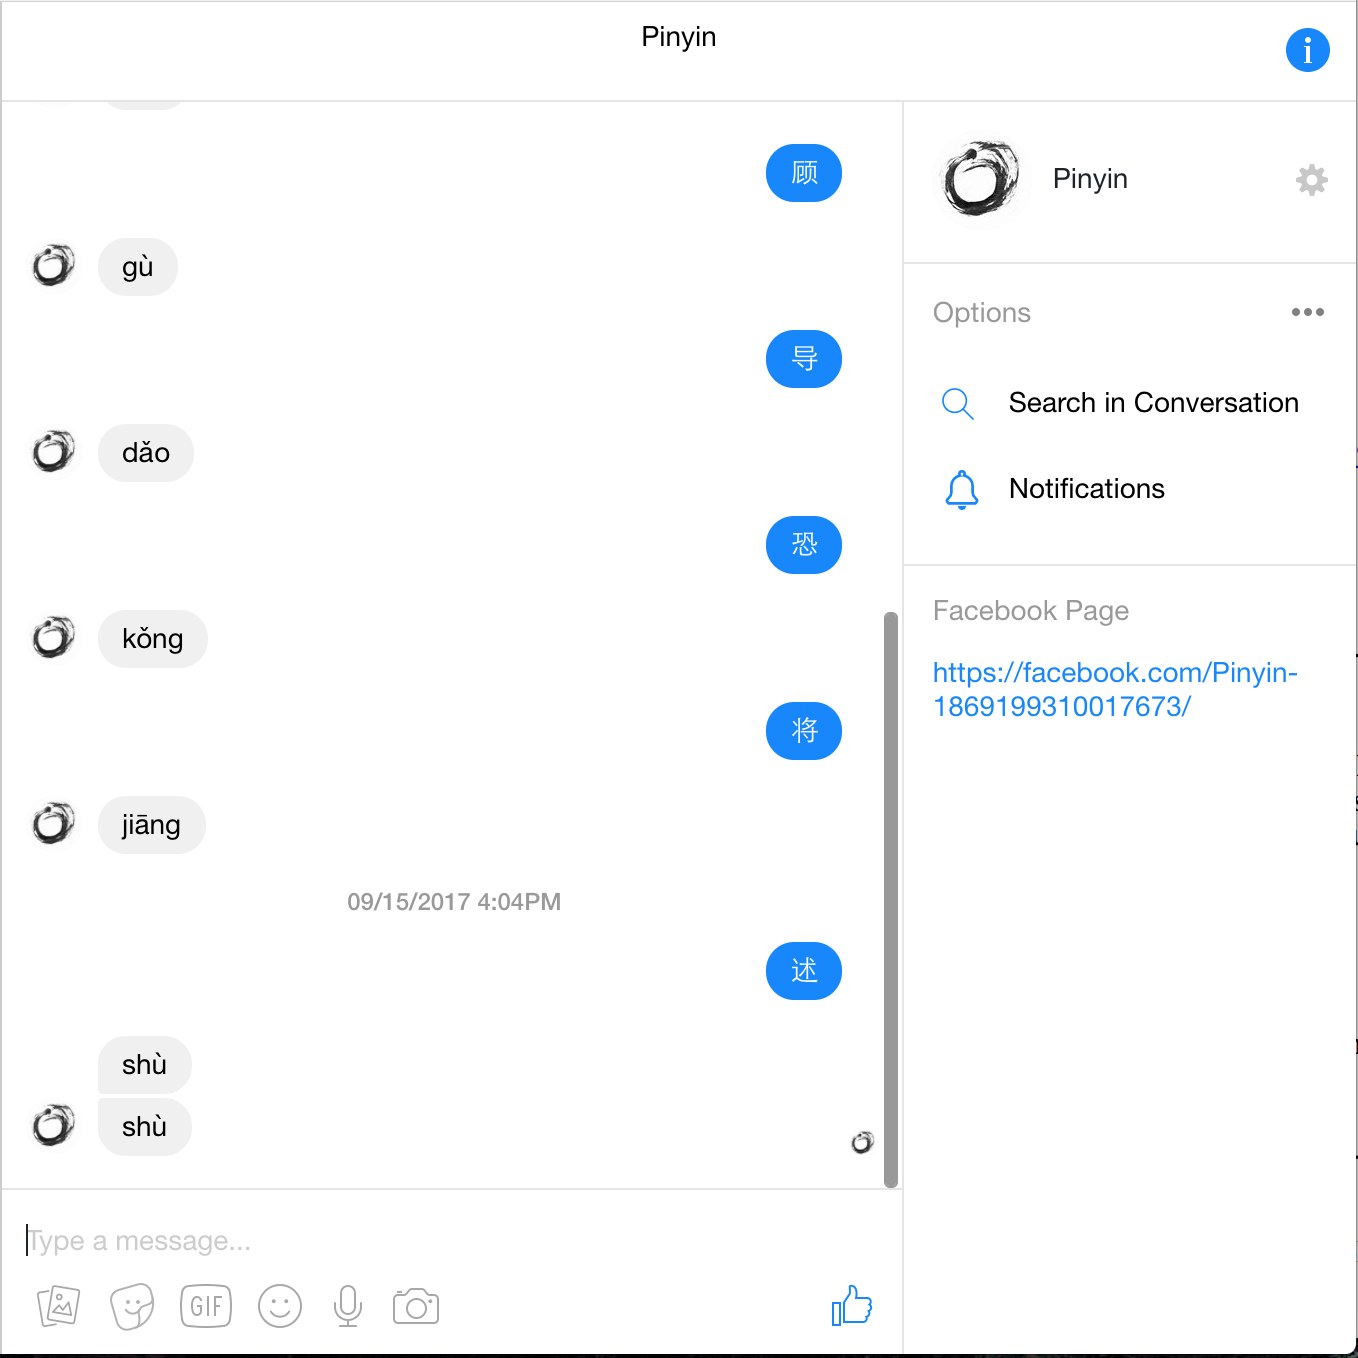 Pinyin
顾
gù
导
dǎo
恐
kǒng
将
jiāng
09/15/2017 4:04PM
述
shù
shù
Type a message...
GIF
Pinyin
Options
Search in Conversation
Notifications
Facebook Page
https://facebook.com/Pinyin-
1869199310017673/